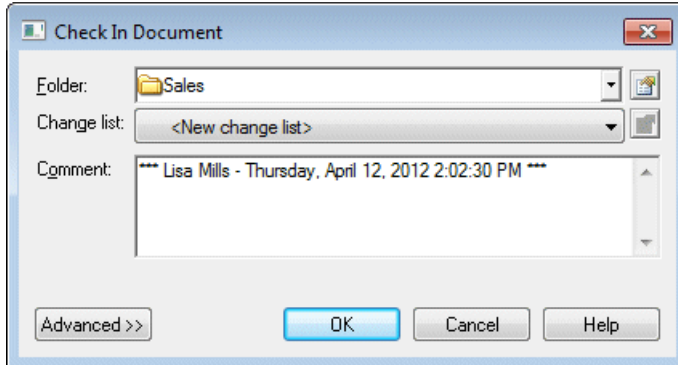 Check In Document
Folder: Sales
Change list: <New change list>
Comment: *** Lisa Mills - Thursday, April 12, 2012 2:02:30 PM ***
Advanced >> OK Cancel Help